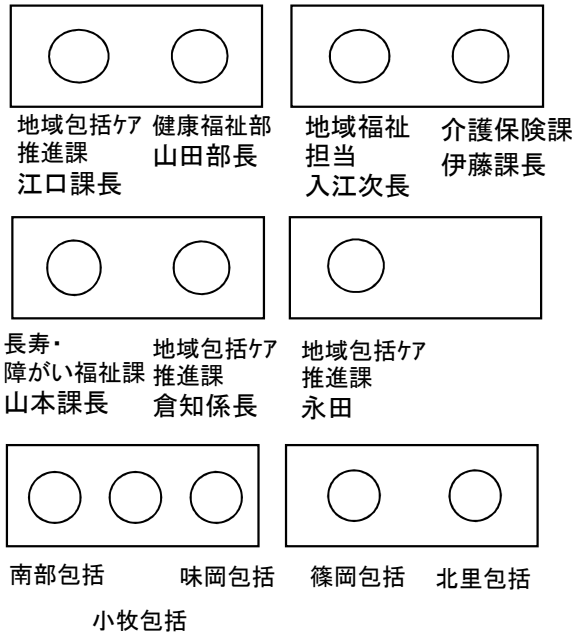 地域包括ケア
推進課
江口課長
健康福祉部
山田部長
地域福祉
担当
入江次長
介護保険課
伊藤課長
長寿・
障がい福祉課
山本課長
地域包括ケア
推進課
倉知係長
地域包括ケア
推進課
永田
南部包括
小牧包括
味岡包括
篠岡包括
北里包括